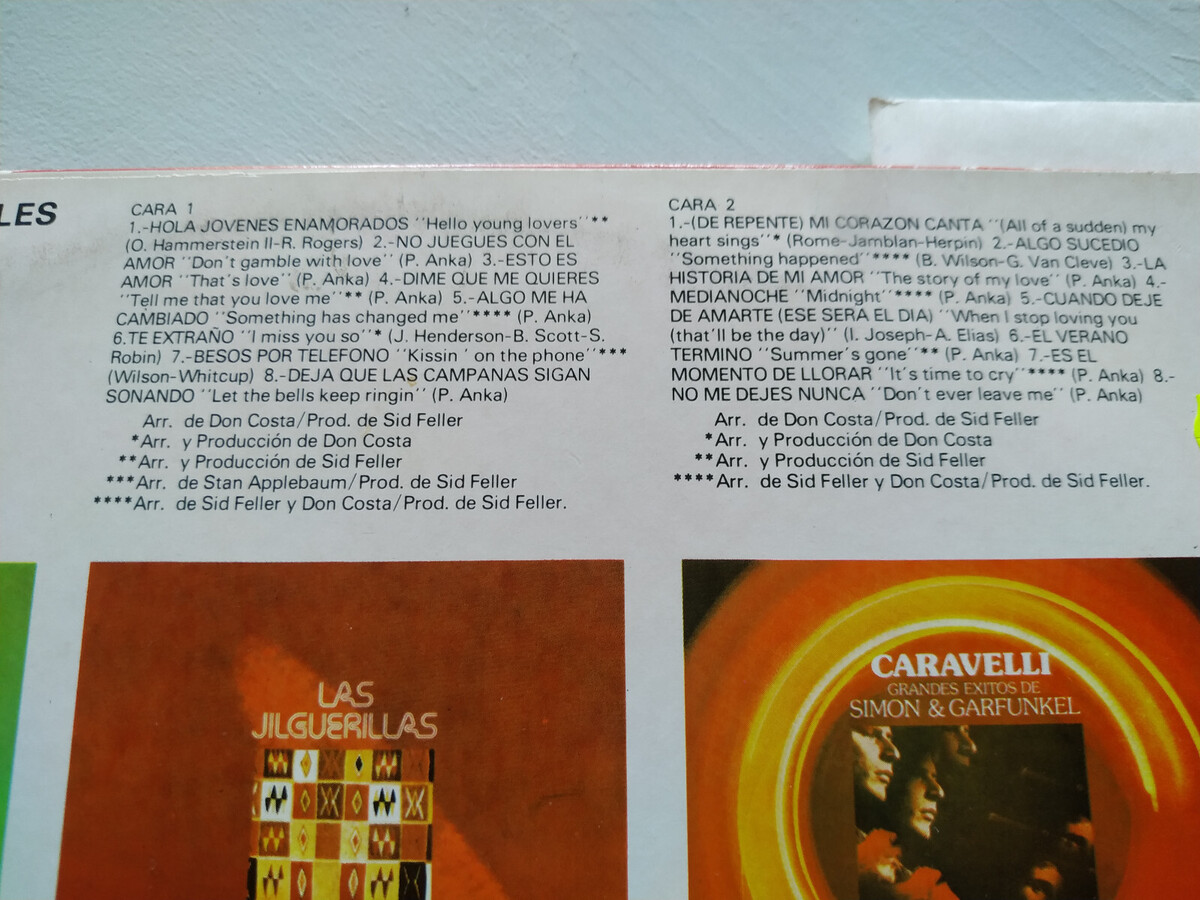 LES
CARA 1
1.-HOLA JOVENES ENAMORADOS "Hello young lovers"**
(O. Hammerstein II-R. Rogers) 2.-NO JUEGUES CON EL
AMOR "Don't gamble with love" (P. Anka) 3.-ESTO ES
AMOR "That's love" (P. Anka) 4.-DIME QUE ME QUIERES
"Tell me that you love me"** (P. Anka) 5.-ALGO ME HA
CAMBIADO "Something has changed me"**** (P. Anka)
6.TE EXTRAÑO "I miss you so"* (J. Henderson-B. Scott-S.
Robin) 7.-BESOS POR TELEFONO "Kissin' on the phone"***
(Wilson-Whitcup) 8.-DEJA QUE LAS CAMPANAS SIGAN
SONANDO "Let the bells keep ringin" (P. Anka)
Arr. de Don Costa/Prod. de Sid Feller
*Arr. y Producción de Don Costa
**Arr. y Producción de Sid Feller
***Arr. de Stan Applebaum/Prod. de Sid Feller
****Arr. de Sid Feller y Don Costa/Prod. de Sid Feller.
CARA 2
1.-(DE REPENTE) MI CORAZON CANTA "(All of a sudden) my
heart sings"* (Rome-Jamblan-Herpin) 2.-ALGO SUCEDIO
"Something happened"**** (B. Wilson-G. Van Cleve) 3.-LA
HISTORIA DE MI AMOR "The story of my love" (P. Anka) 4.-
MEDIANOCHE "Midnight"**** (P. Anka) 5.-CUANDO DEJE
DE AMARTE (ESE SERA EL DIA) "When I stop loving you
(that'll be the day)" (I. Joseph-A. Elias) 6.-EL VERANO
TERMINO "Summer's gone"** (P. Anka) 7.-ES EL
MOMENTO DE LLORAR "It's time to cry"**** (P. Anka) 8.-
NO ME DEJES NUNCA "Don't ever leave me" (P. Anka)
Arr. de Don Costa/Prod. de Sid Feller
*Arr. y Producción de Don Costa
**Arr. y Producción de Sid Feller
****Arr. de Sid Feller y Don Costa/Prod. de Sid Feller.
LAS
JILGUERILLAS
CARAVELLI
GRANDES EXITOS DE
SIMON & GARFUNKEL